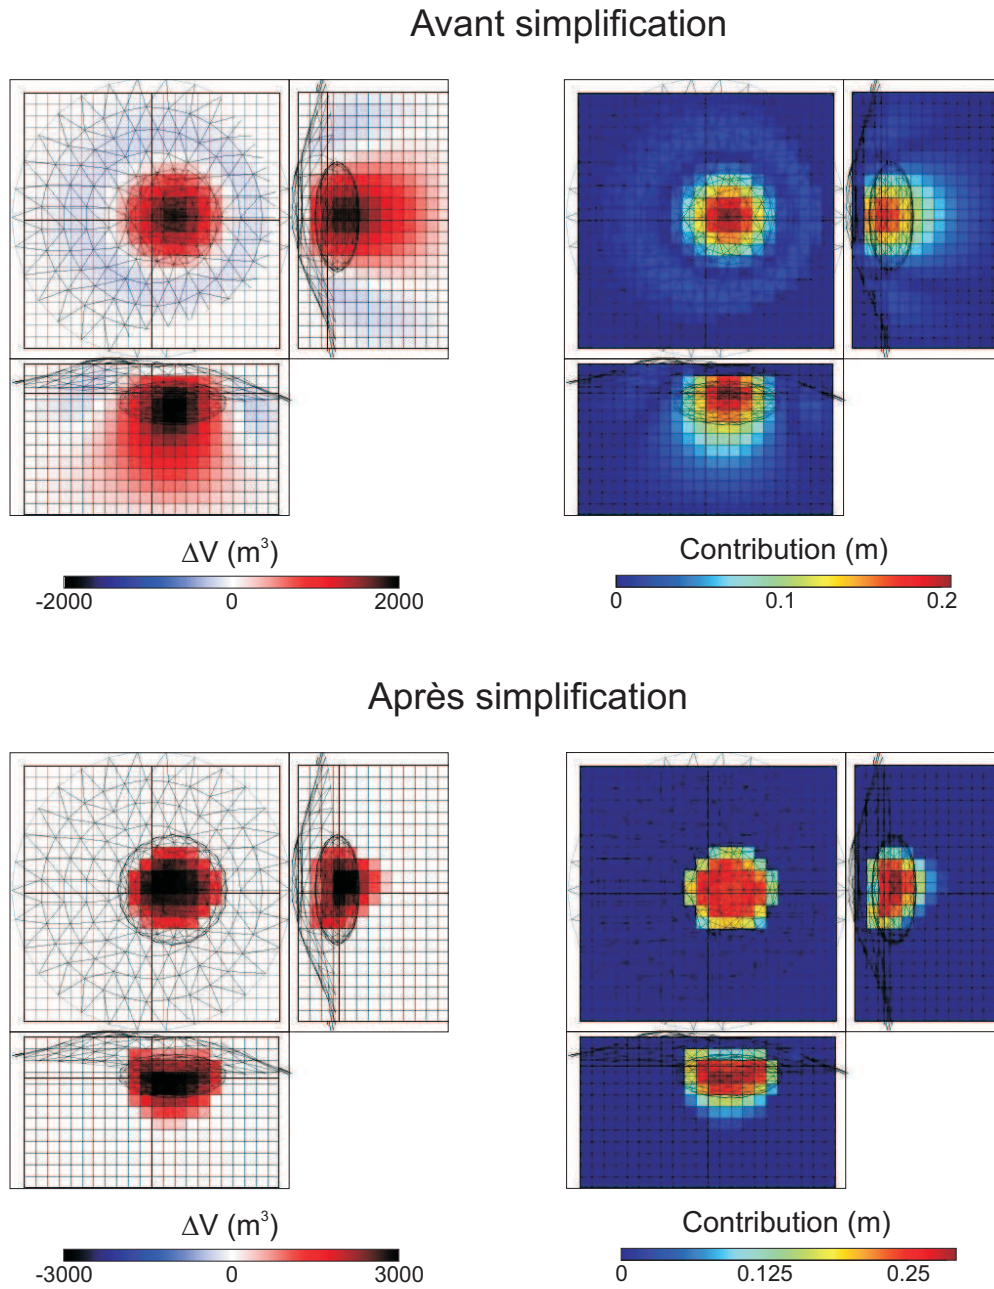 Avant simplification
ΔV (m³)
-2000 0 2000
Contribution (m)
0 0.1 0.2
Après simplification
ΔV (m³)
-3000 0 3000
Contribution (m)
0 0.125 0.25